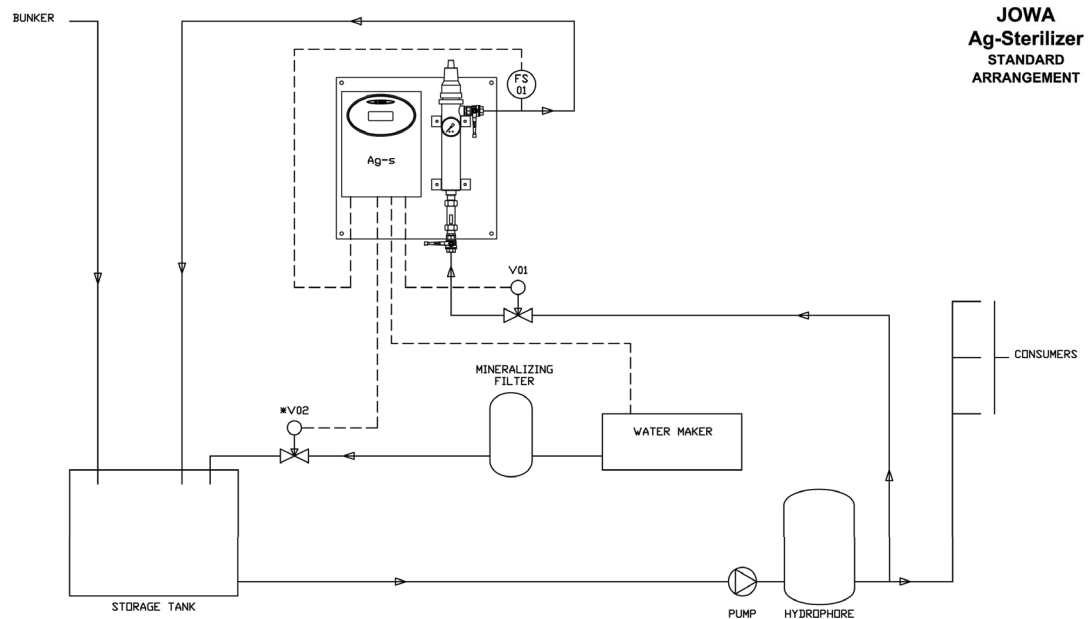 BUNKER
JOWA
Ag-Sterilizer
STANDARD
ARRANGEMENT
FS
01
Ag-s
V01
CONSUMERS
MINERALIZING
FILTER
*V02
WATER MAKER
STORAGE TANK
PUMP
HYDROPHORE